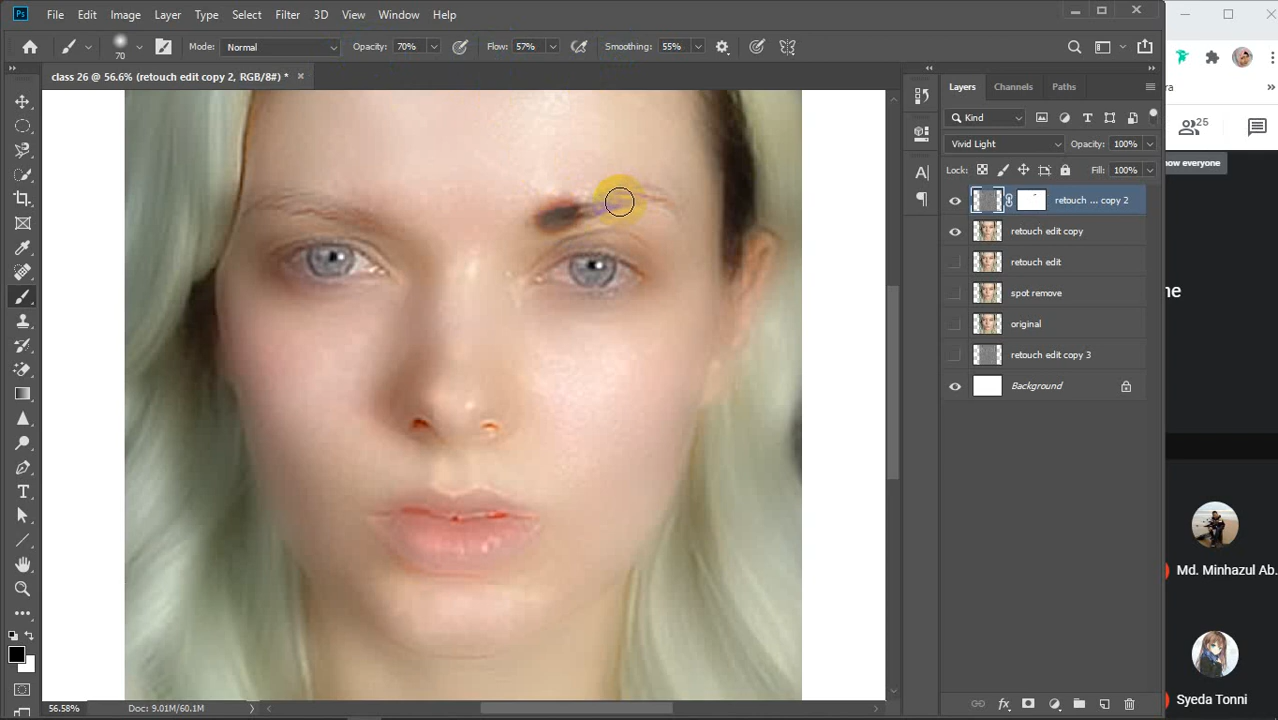 Ps File Edit Image Layer Type Select Filter 3D View Window Help
70 Mode: Normal Opacity: 70% Flow: 57% Smoothing: 55%
class 26 @ 56.6% (retouch edit copy 2, RGB/8#) *
Layers Channels Paths
Kind
Vivid Light Opacity: 100%
Lock: Fill: 100%
retouch ... copy 2
retouch edit copy
retouch edit
spot remove
original
retouch edit copy 3
Background
56.58% Doc: 9.01M/60.1M
ra
25
now everyone
ne
Md. Minhazul Ab.
Syeda Tonni